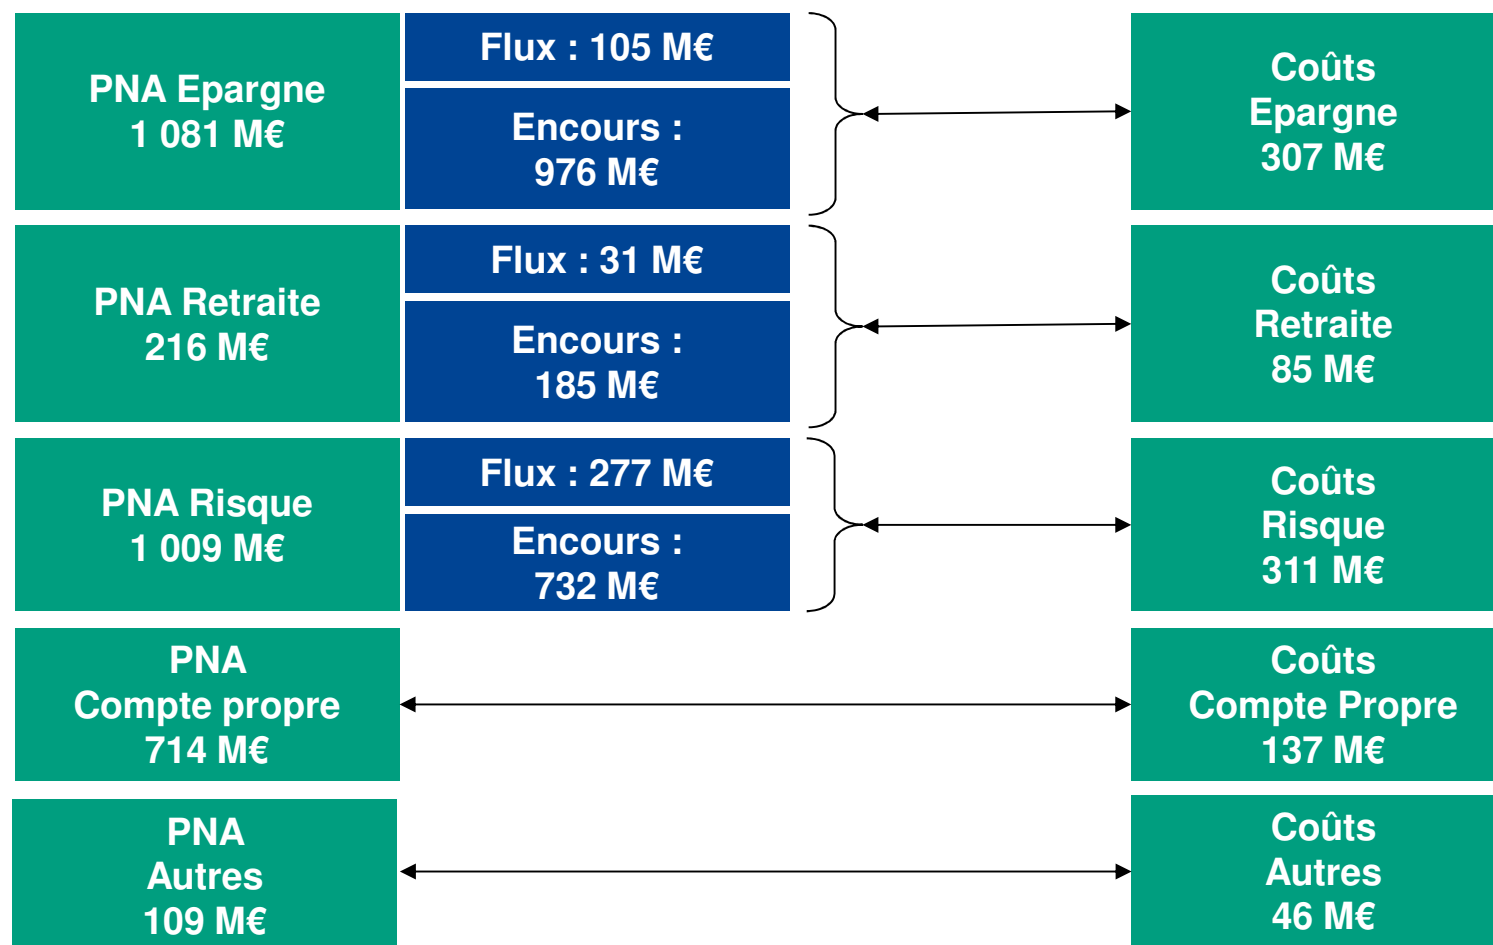 PNA Epargne
1 081 M€
Flux : 105 M€
Encours :
976 M€
Coûts
Epargne
307 M€
PNA Retraite
216 M€
Flux : 31 M€
Encours :
185 M€
Coûts
Retraite
85 M€
PNA Risque
1 009 M€
Flux : 277 M€
Encours :
732 M€
Coûts
Risque
311 M€
PNA
Compte propre
714 M€
Coûts
Compte Propre
137 M€
PNA
Autres
109 M€
Coûts
Autres
46 M€